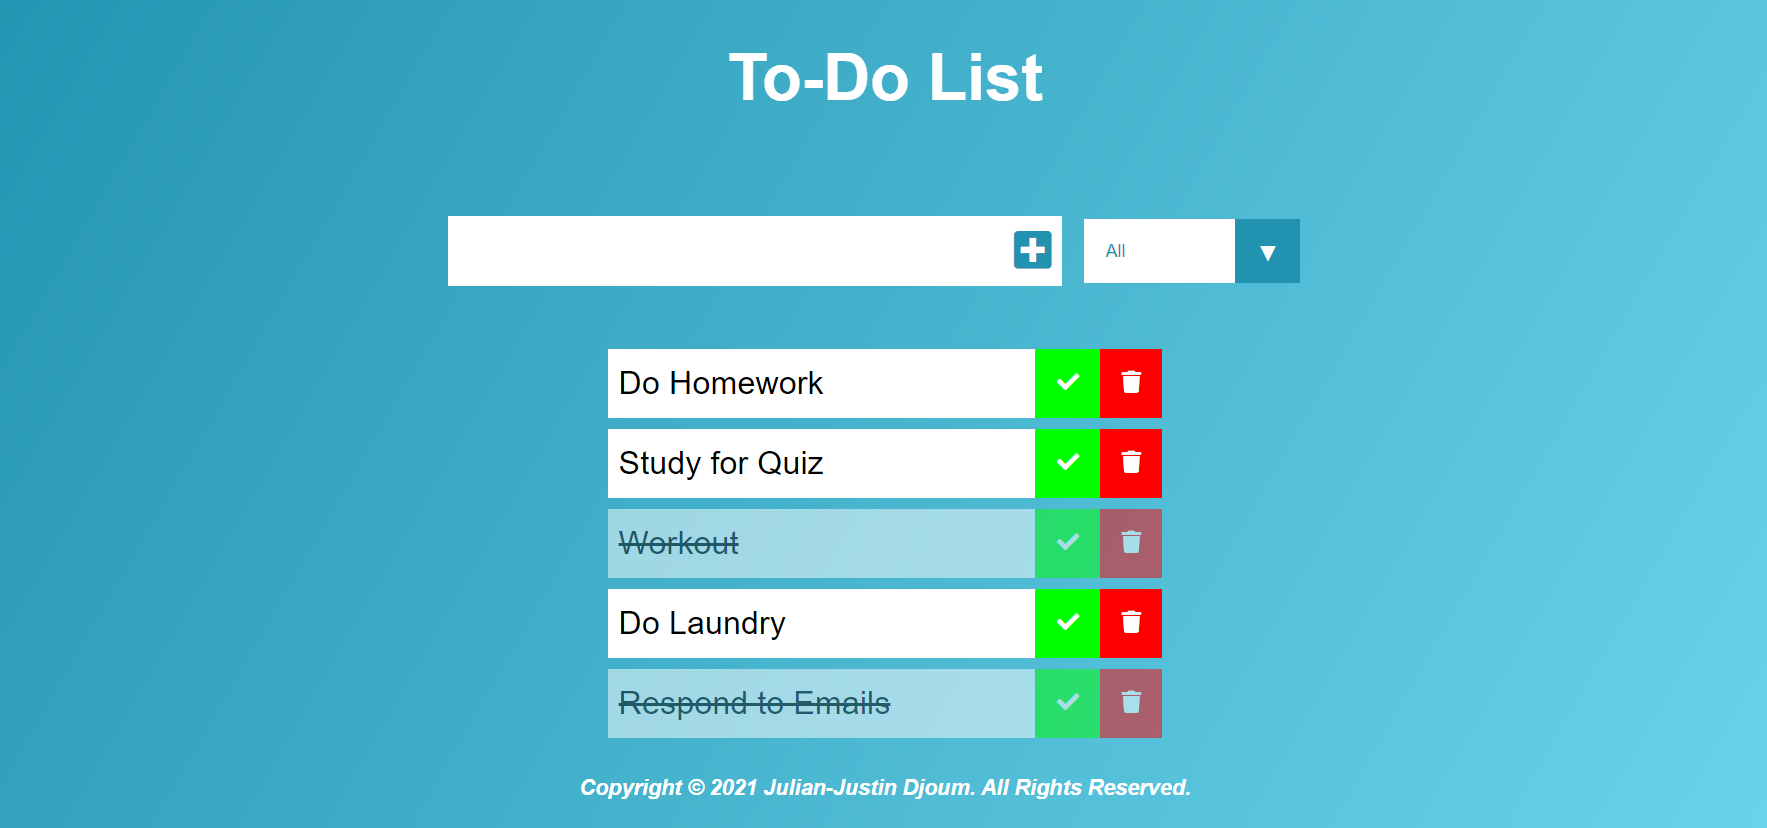 To-Do List
All
Do Homework
Study for Quiz
Workout
Do Laundry
Respond to Emails
Copyright © 2021 Julian-Justin Djoum. All Rights Reserved.